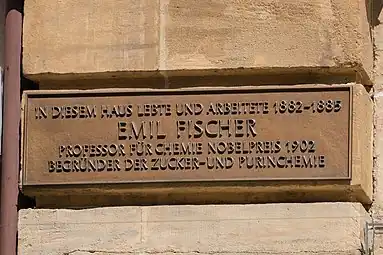 IN DIESEM HAUS LEBTE UND ARBEITETE 1882-1885
EMIL FISCHER
PROFESSOR FÜR CHEMIE NOBELPREIS 1902
BEGRÜNDER DER ZUCKER-UND PURINCHEMIE